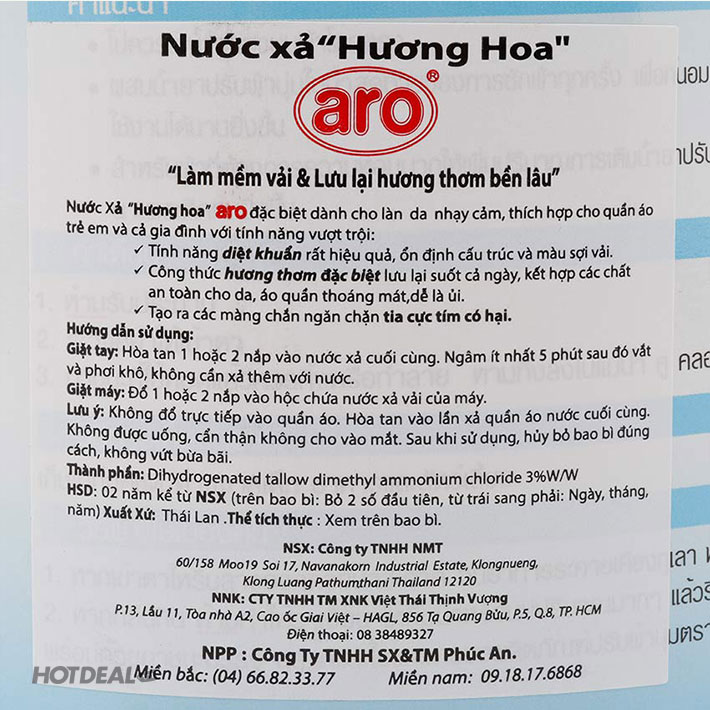 Nước xả "Hương Hoa"
aro®
"Làm mềm vải & Lưu lại hương thơm bền lâu"
Nước Xả "Hương hoa" aro đặc biệt dành cho làn da nhạy cảm, thích hợp cho quần áo
trẻ em và cả gia đình với tính năng vượt trội:
✓ Tính năng diệt khuẩn rất hiệu quả, ổn định cấu trúc và màu sợi vải.
✓ Công thức hương thơm đặc biệt lưu lại suốt cả ngày, kết hợp các chất
an toàn cho da, áo quần thoáng mát,dễ là ủi.
✓ Tạo ra các màng chắn ngăn chặn tia cực tím có hại.
Hướng dẫn sử dụng:
Giặt tay: Hòa tan 1 hoặc 2 nắp vào nước xả cuối cùng. Ngâm ít nhất 5 phút sau đó vắt
và phơi khô, không cần xả thêm với nước.
Giặt máy: Đổ 1 hoặc 2 nắp vào hộc chứa nước xả vải của máy.
Lưu ý: Không đổ trực tiếp vào quần áo. Hòa tan vào lần xả quần áo nước cuối cùng.
Không được uống, cẩn thận không cho vào mắt. Sau khi sử dụng, hủy bỏ bao bì đúng
cách, không vứt bừa bãi.
Thành phần: Dihydrogenated tallow dimethyl ammonium chloride 3%W/W
HSD: 02 năm kể từ NSX (trên bao bì: Bỏ 2 số đầu tiên, từ trái sang phải: Ngày, tháng,
năm) Xuất Xứ: Thái Lan .Thể tích thực : Xem trên bao bì.
NSX: Công ty TNHH NMT
60/158 Moo19 Soi 17, Navanakorn Industrial Estate, Klongnueng,
Klong Luang Pathumthani Thailand 12120
NNK: CTY TNHH TM XNK Việt Thái Thịnh Vượng
P.13, Lầu 11, Tòa nhà A2, Cao ốc Giai Việt – HAGL, 856 Tạ Quang Bửu, P.5, Q.8, TP. HCM
Điện thoại: 08 38489327
NPP : Công Ty TNHH SX&TM Phúc An.
Miền bắc: (04) 66.82.33.77 Miền nam: 09.18.17.6868
HOTDEAL